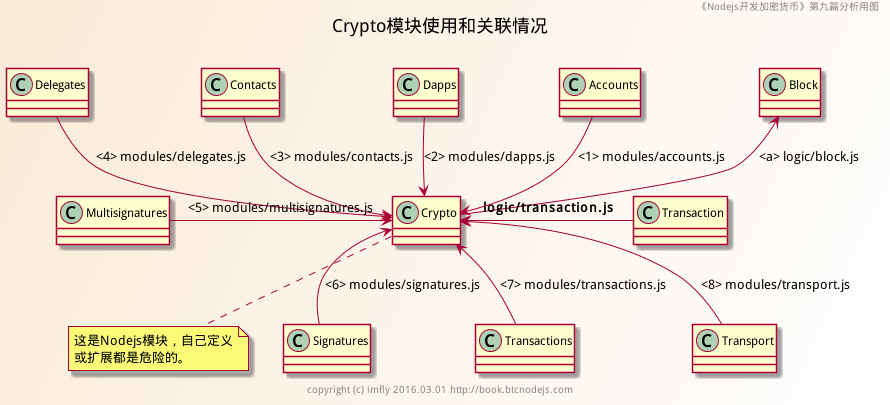 《Nodejs开发加密货币》第九篇分析用图
Crypto模块使用和关联情况
C Delegates
C Contacts
C Dapps
C Accounts
C Block
<4> modules/delegates.js
<3> modules/contacts.js
<2> modules/dapps.js
<1> modules/accounts.js
<a> logic/block.js
C Multisignatures
<5> modules/multisignatures.js
C Crypto
logic/transaction.js
C Transaction
<6> modules/signatures.js
<7> modules/transactions.js
<8> modules/transport.js
这是Nodejs模块，自己定义
或扩展都是危险的。
C Signatures
C Transactions
C Transport
copyright (c) imfly 2016.03.01 http://book.btcnodejs.com